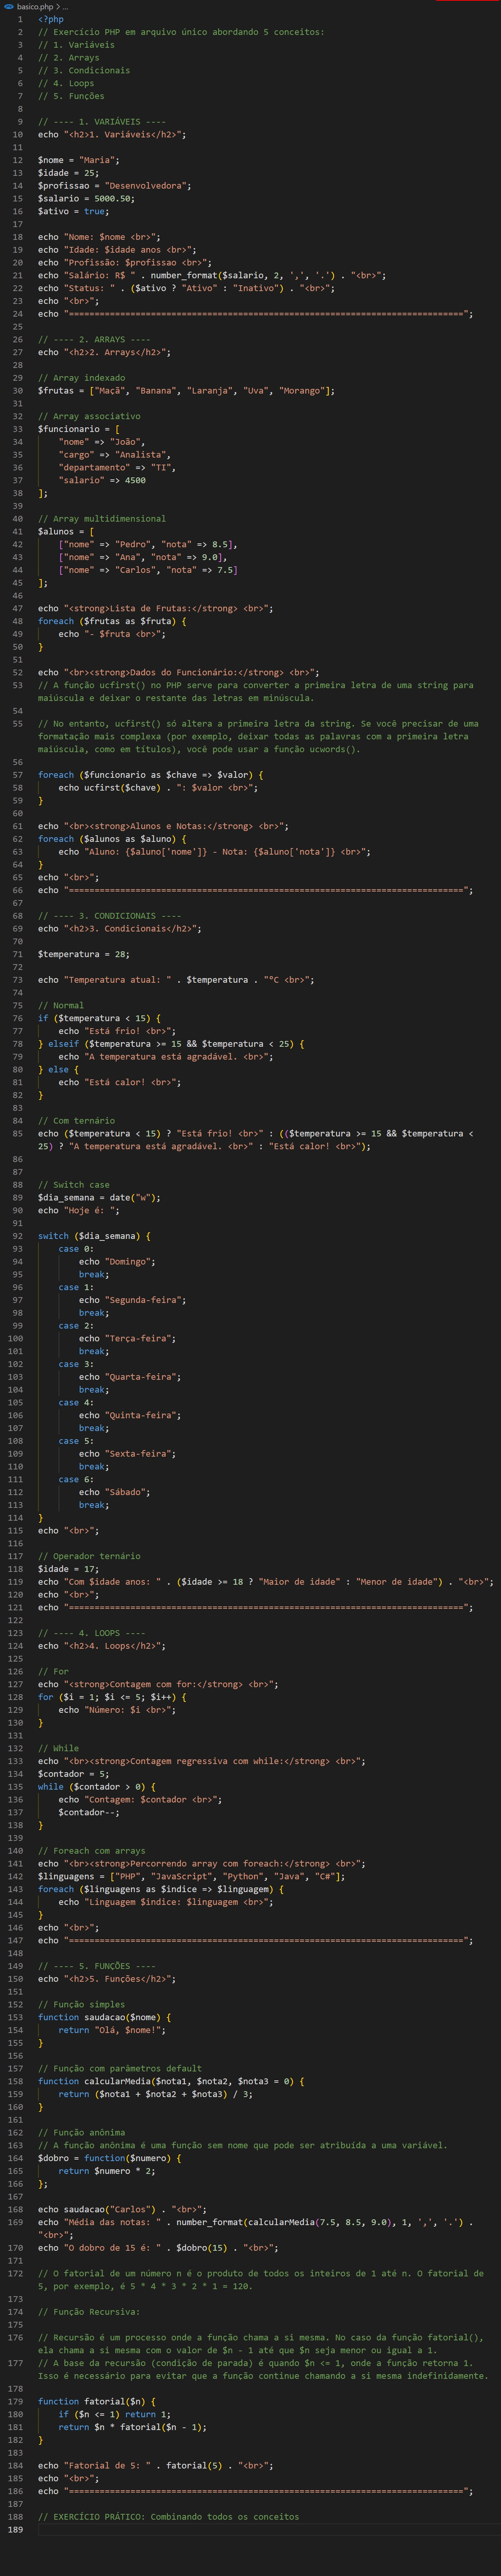 basico.php > ...
1 <?php
2 // Exercício PHP em arquivo único abordando 5 conceitos:
3 // 1. Variáveis
4 // 2. Arrays
5 // 3. Condicionais
6 // 4. Loops
7 // 5. Funções
8
9 // ---- 1. VARIÁVEIS ----
10 echo "<h2>1. Variáveis</h2>";
11
12 $nome = "Maria";
13 $idade = 25;
14 $profissao = "Desenvolvedora";
15 $salario = 5000.50;
16 $ativo = true;
17
18 echo "Nome: $nome <br>";
19 echo "Idade: $idade anos <br>";
20 echo "Profissão: $profissao <br>";
21 echo "Salário: R$ " . number_format($salario, 2, ',', '.') . "<br>";
22 echo "Status: " . ($ativo ? "Ativo" : "Inativo") . "<br>";
23 echo "<br>";
24 echo "=============================================================================";
25
26 // ---- 2. ARRAYS ----
27 echo "<h2>2. Arrays</h2>";
28
29 // Array indexado
30 $frutas = ["Maçã", "Banana", "Laranja", "Uva", "Morango"];
31
32 // Array associativo
33 $funcionario = [
34 "nome" => "João",
35 "cargo" => "Analista",
36 "departamento" => "TI",
37 "salario" => 4500
38 ];
39
40 // Array multidimensional
41 $alunos = [
42 ["nome" => "Pedro", "nota" => 8.5],
43 ["nome" => "Ana", "nota" => 9.0],
44 ["nome" => "Carlos", "nota" => 7.5]
45 ];
46
47 echo "<strong>Lista de Frutas:</strong> <br>";
48 foreach ($frutas as $fruta) {
49 echo "- $fruta <br>";
50 }
51
52 echo "<br><strong>Dados do Funcionário:</strong> <br>";
53 // A função ucfirst() no PHP serve para converter a primeira letra de uma string para
maiúscula e deixar o restante das letras em minúscula.
54
55 // No entanto, ucfirst() só altera a primeira letra da string. Se você precisar de uma
formatação mais complexa (por exemplo, deixar todas as palavras com a primeira letra
maiúscula, como em títulos), você pode usar a função ucwords().
56
57 foreach ($funcionario as $chave => $valor) {
58 echo ucfirst($chave) . ": $valor <br>";
59 }
60
61 echo "<br><strong>Alunos e Notas:</strong> <br>";
62 foreach ($alunos as $aluno) {
63 echo "Aluno: {$aluno['nome']} - Nota: {$aluno['nota']} <br>";
64 }
65 echo "<br>";
66 echo "=============================================================================";
67
68 // ---- 3. CONDICIONAIS ----
69 echo "<h2>3. Condicionais</h2>";
70
71 $temperatura = 28;
72
73 echo "Temperatura atual: " . $temperatura . "°C <br>";
74
75 // Normal
76 if ($temperatura < 15) {
77 echo "Está frio! <br>";
78 } elseif ($temperatura >= 15 && $temperatura < 25) {
79 echo "A temperatura está agradável. <br>";
80 } else {
81 echo "Está calor! <br>";
82 }
83
84 // Com ternário
85 echo ($temperatura < 15) ? "Está frio! <br>" : (($temperatura >= 15 && $temperatura <
25) ? "A temperatura está agradável. <br>" : "Está calor! <br>");
86
87
88 // Switch case
89 $dia_semana = date("w");
90 echo "Hoje é: ";
91
92 switch ($dia_semana) {
93 case 0:
94 echo "Domingo";
95 break;
96 case 1:
97 echo "Segunda-feira";
98 break;
99 case 2:
100 echo "Terça-feira";
101 break;
102 case 3:
103 echo "Quarta-feira";
104 break;
105 case 4:
106 echo "Quinta-feira";
107 break;
108 case 5:
109 echo "Sexta-feira";
110 break;
111 case 6:
112 echo "Sábado";
113 break;
114 }
115 echo "<br>";
116
117 // Operador ternário
118 $idade = 17;
119 echo "Com $idade anos: " . ($idade >= 18 ? "Maior de idade" : "Menor de idade") . "<br>";
120 echo "<br>";
121 echo "=============================================================================";
122
123 // ---- 4. LOOPS ----
124 echo "<h2>4. Loops</h2>";
125
126 // For
127 echo "<strong>Contagem com for:</strong> <br>";
128 for ($i = 1; $i <= 5; $i++) {
129 echo "Número: $i <br>";
130 }
131
132 // While
133 echo "<br><strong>Contagem regressiva com while:</strong> <br>";
134 $contador = 5;
135 while ($contador > 0) {
136 echo "Contagem: $contador <br>";
137 $contador--;
138 }
139
140 // Foreach com arrays
141 echo "<br><strong>Percorrendo array com foreach:</strong> <br>";
142 $linguagens = ["PHP", "JavaScript", "Python", "Java", "C#"];
143 foreach ($linguagens as $indice => $linguagem) {
144 echo "Linguagem $indice: $linguagem <br>";
145 }
146 echo "<br>";
147 echo "=============================================================================";
148
149 // ---- 5. FUNÇÕES ----
150 echo "<h2>5. Funções</h2>";
151
152 // Função simples
153 function saudacao($nome) {
154 return "Olá, $nome!";
155 }
156
157 // Função com parâmetros default
158 function calcularMedia($nota1, $nota2, $nota3 = 0) {
159 return ($nota1 + $nota2 + $nota3) / 3;
160 }
161
162 // Função anônima
163 // A função anônima é uma função sem nome que pode ser atribuída a uma variável.
164 $dobro = function($numero) {
165 return $numero * 2;
166 };
167
168 echo saudacao("Carlos") . "<br>";
169 echo "Média das notas: " . number_format(calcularMedia(7.5, 8.5, 9.0), 1, ',', '.') .
"<br>";
170 echo "O dobro de 15 é: " . $dobro(15) . "<br>";
171
172 // O fatorial de um número n é o produto de todos os inteiros de 1 até n. O fatorial de
5, por exemplo, é 5 * 4 * 3 * 2 * 1 = 120.
173
174 // Função Recursiva:
175
176 // Recursão é um processo onde a função chama a si mesma. No caso da função fatorial(),
ela chama a si mesma com o valor de $n - 1 até que $n seja menor ou igual a 1.
177 // A base da recursão (condição de parada) é quando $n <= 1, onde a função retorna 1.
Isso é necessário para evitar que a função continue chamando a si mesma indefinidamente.
178
179 function fatorial($n) {
180 if ($n <= 1) return 1;
181 return $n * fatorial($n - 1);
182 }
183
184 echo "Fatorial de 5: " . fatorial(5) . "<br>";
185 echo "<br>";
186 echo "=============================================================================";
187
188 // EXERCÍCIO PRÁTICO: Combinando todos os conceitos
189